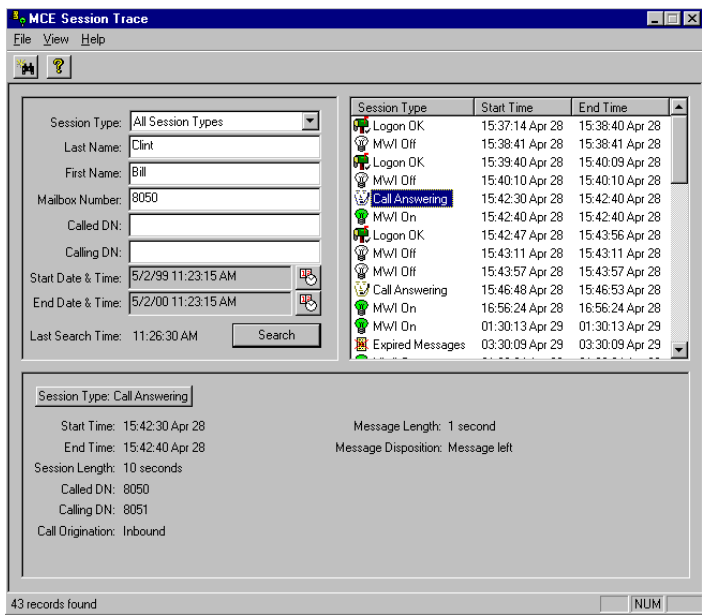 MCE Session Trace
File View Help
Session Type: All Session Types
Last Name: Clint
First Name: Bill
Mailbox Number: 8050
Called DN:
Calling DN:
Start Date & Time: 5/2/99 11:23:15 AM
End Date & Time: 5/2/00 11:23:15 AM
Last Search Time: 11:26:30 AM Search
Session Type Start Time End Time
Logon OK 15:37:14 Apr 28 15:38:40 Apr 28
MWI Off 15:38:41 Apr 28 15:38:41 Apr 28
Logon OK 15:39:40 Apr 28 15:40:09 Apr 28
MWI Off 15:40:10 Apr 28 15:40:10 Apr 28
Call Answering 15:42:30 Apr 28 15:42:40 Apr 28
MWI On 15:42:40 Apr 28 15:42:40 Apr 28
Logon OK 15:42:47 Apr 28 15:43:56 Apr 28
MWI Off 15:43:11 Apr 28 15:43:11 Apr 28
MWI Off 15:43:57 Apr 28 15:43:57 Apr 28
Call Answering 15:46:48 Apr 28 15:46:53 Apr 28
MWI On 16:56:24 Apr 28 16:56:24 Apr 28
MWI On 01:30:13 Apr 29 01:30:13 Apr 29
Expired Messages 03:30:09 Apr 29 03:30:09 Apr 29
Session Type: Call Answering
Start Time: 15:42:30 Apr 28 Message Length: 1 second
End Time: 15:42:40 Apr 28 Message Disposition: Message left
Session Length: 10 seconds
Called DN: 8050
Calling DN: 8051
Call Origination: Inbound
43 records found NUM